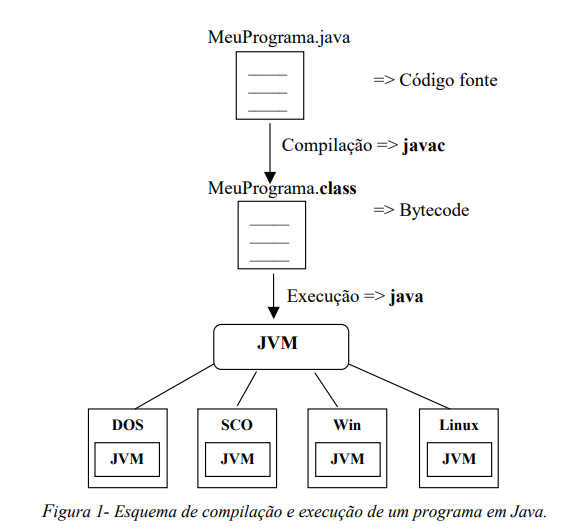 MeuPrograma.java
=> Código fonte
Compilação => javac
MeuPrograma.class
=> Bytecode
Execução => java
JVM
DOS SCO Win Linux
JVM JVM JVM JVM
Figura 1- Esquema de compilação e execução de um programa em Java.